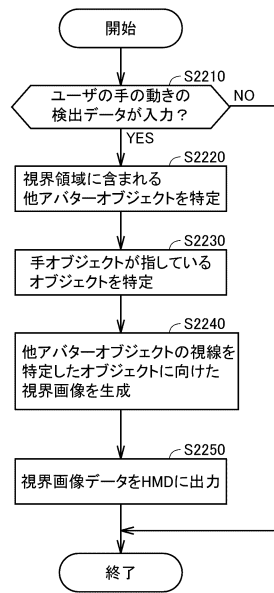 開始
S2210
ユーザの手の動きの
検出データが入力？
NO
YES
S2220
視界領域に含まれる
他アバターオブジェクトを特定
S2230
手オブジェクトが指している
オブジェクトを特定
S2240
他アバターオブジェクトの視線を
特定したオブジェクトに向けた
視界画像を生成
S2250
視界画像データをHMDに出力
終了